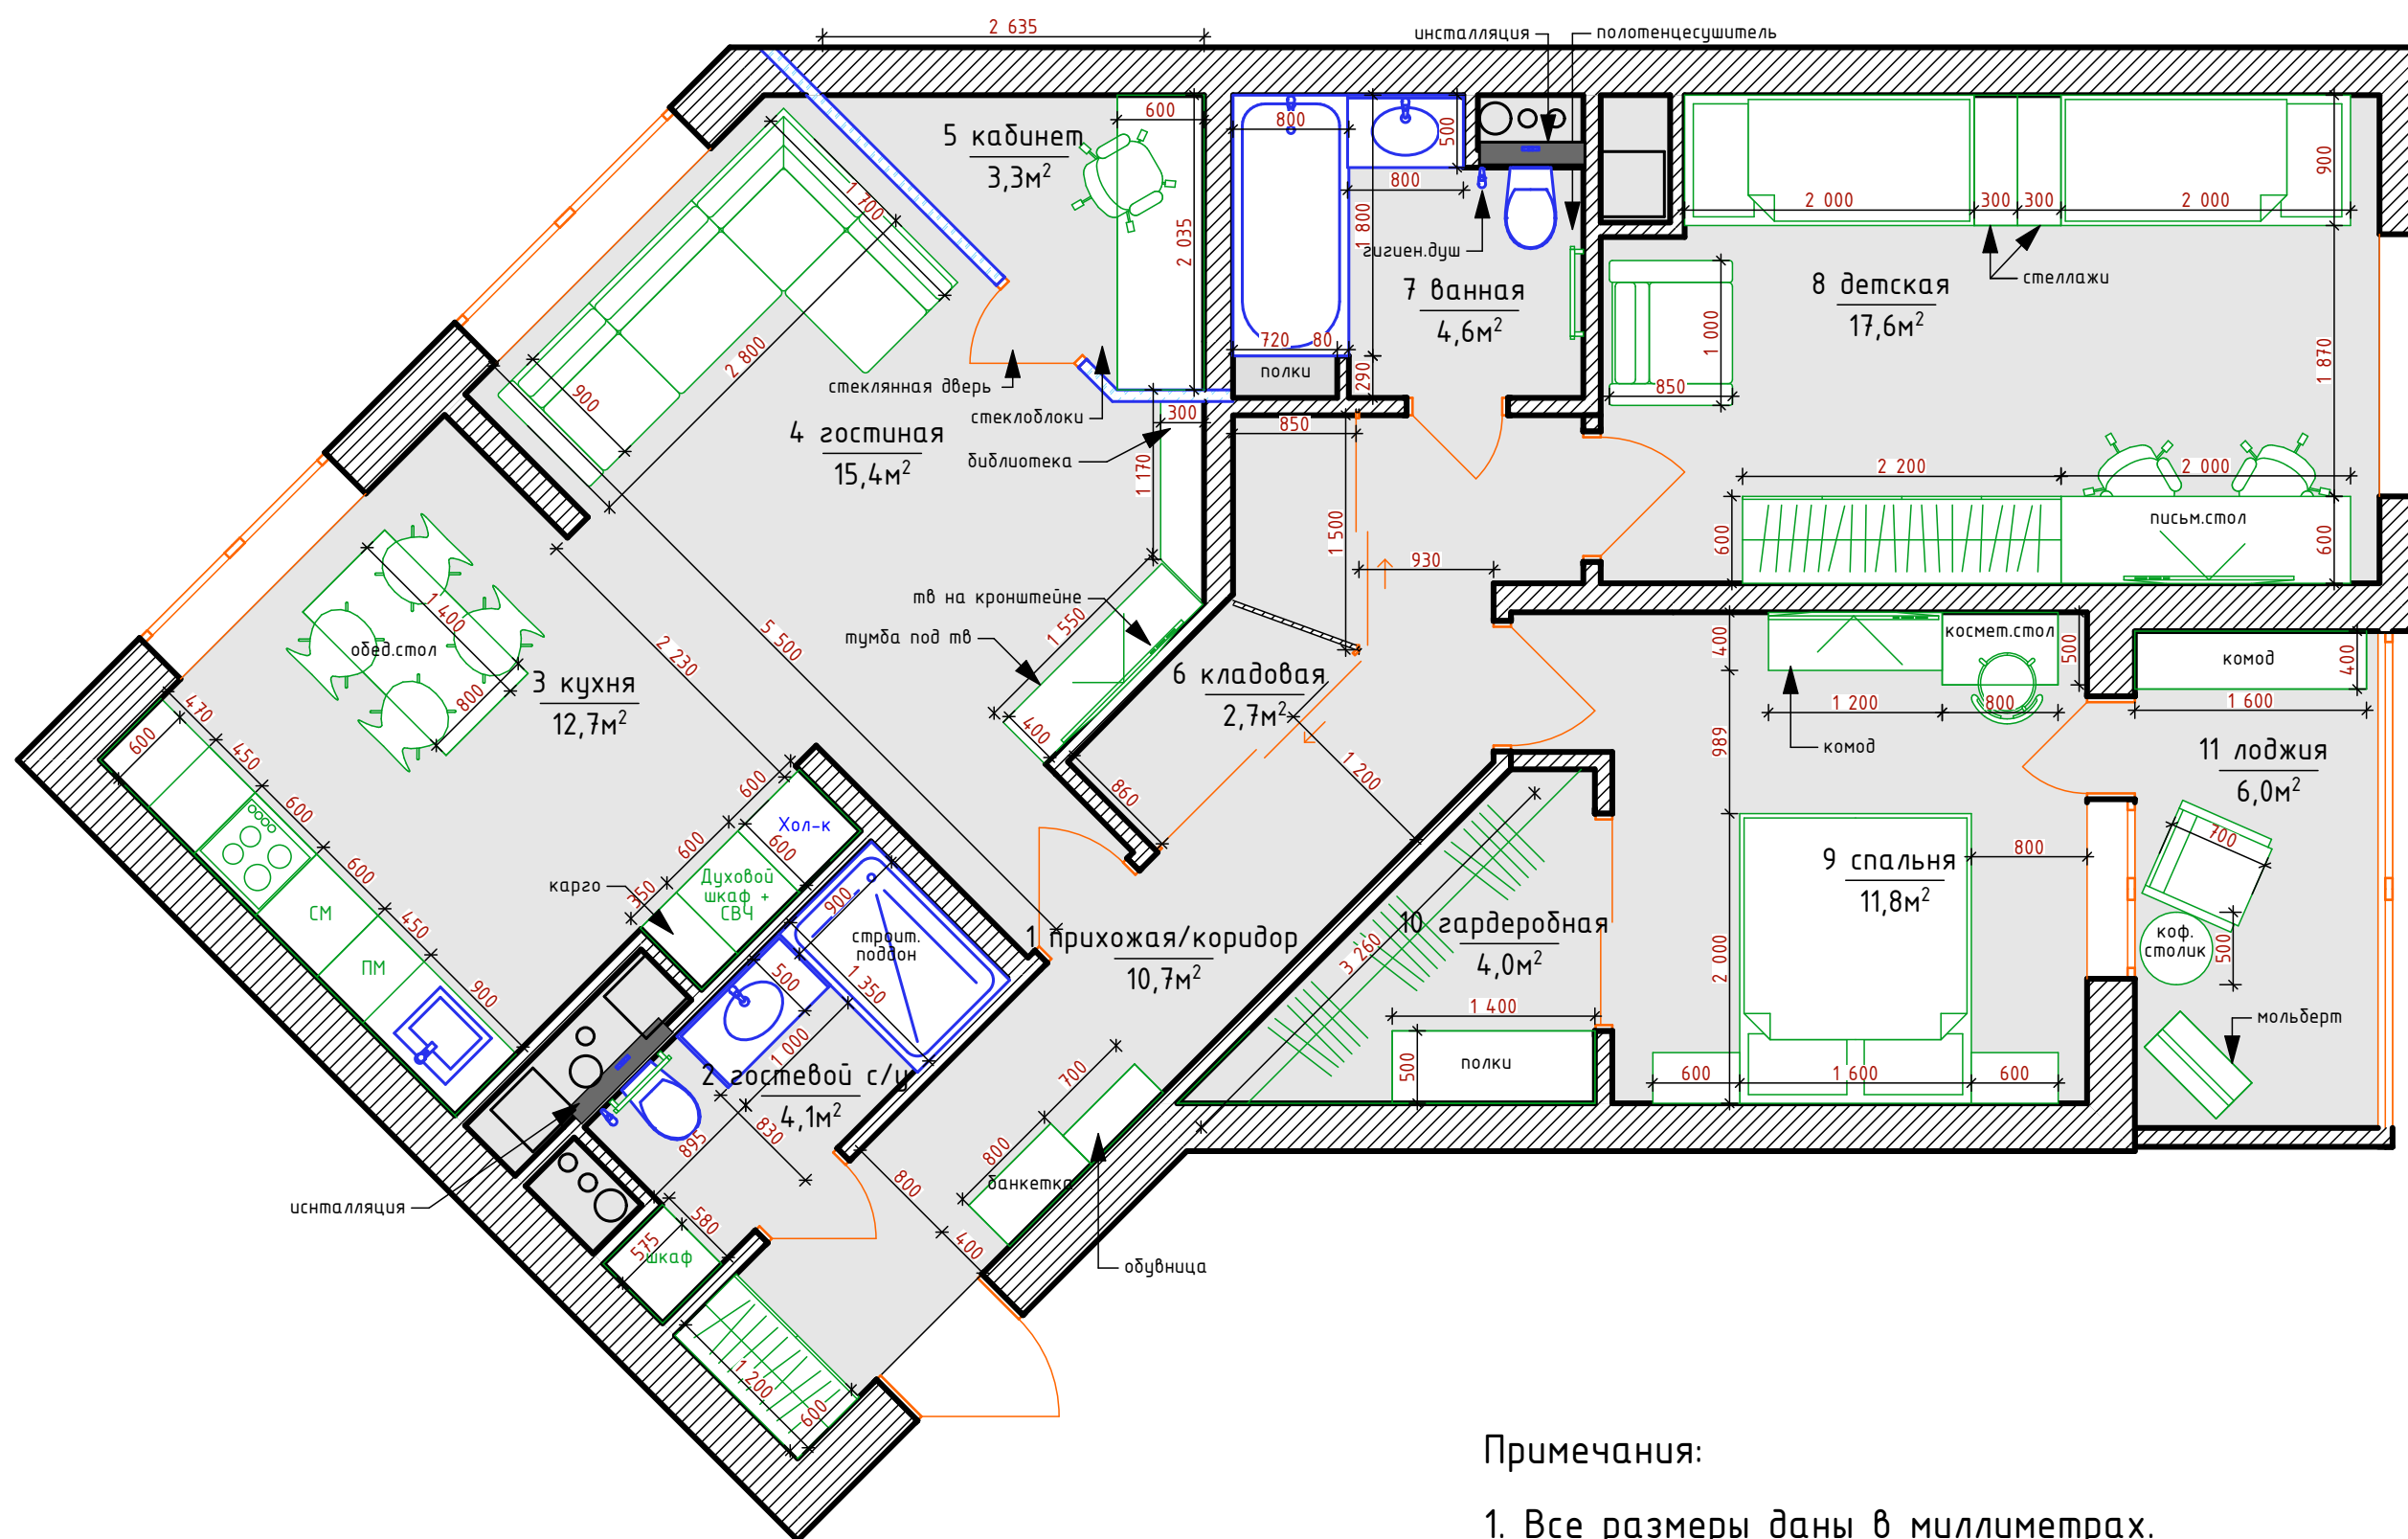 2 635
инсталляция
полотенцесушитель
5 кабинет
3,3м²
600
2 035
1 700
2 800
900
стеклянная дверь
стеклоблоки
300
библиотека
1 170
4 гостиная
15,4м²
800
500
800
1 800
гигиен.душ
7 ванная
4,6м²
720
80
290
полки
850
2 000
300
300
2 000
900
стеллажи
8 детская
17,6м²
1 000
850
1 870
2 200
2 000
600
письм.стол
600
1 500
930
тв на кронштейне
тумба под тв
1 550
400
6 кладовая
2,7м²
860
1 200
5 500
2 230
1 400
обед.стол
800
3 кухня
12,7м²
470
600
450
600
600
450
900
СМ
ПМ
600
600
350
Хол-к
600
Духовой
шкаф +
СВЧ
карго
900
строит.
поддон
1 350
500
1 000
2 гостевой с/у
4,1м²
895
830
580
575
шкаф
иснталляция
1 200
600
1 прихожая/коридор
10,7м²
700
800
банкетка
800
400
обувница
10 гардеробная
4,0м²
3 260
1 400
500
полки
400
989
2 000
1 200
800
500
космет.стол
комод
9 спальня
11,8м²
800
600
1 600
600
комод
400
1 600
11 лоджия
6,0м²
700
коф.
столик
500
мольберт
Примечания:
1. Все размеры даны в миллиметрах.